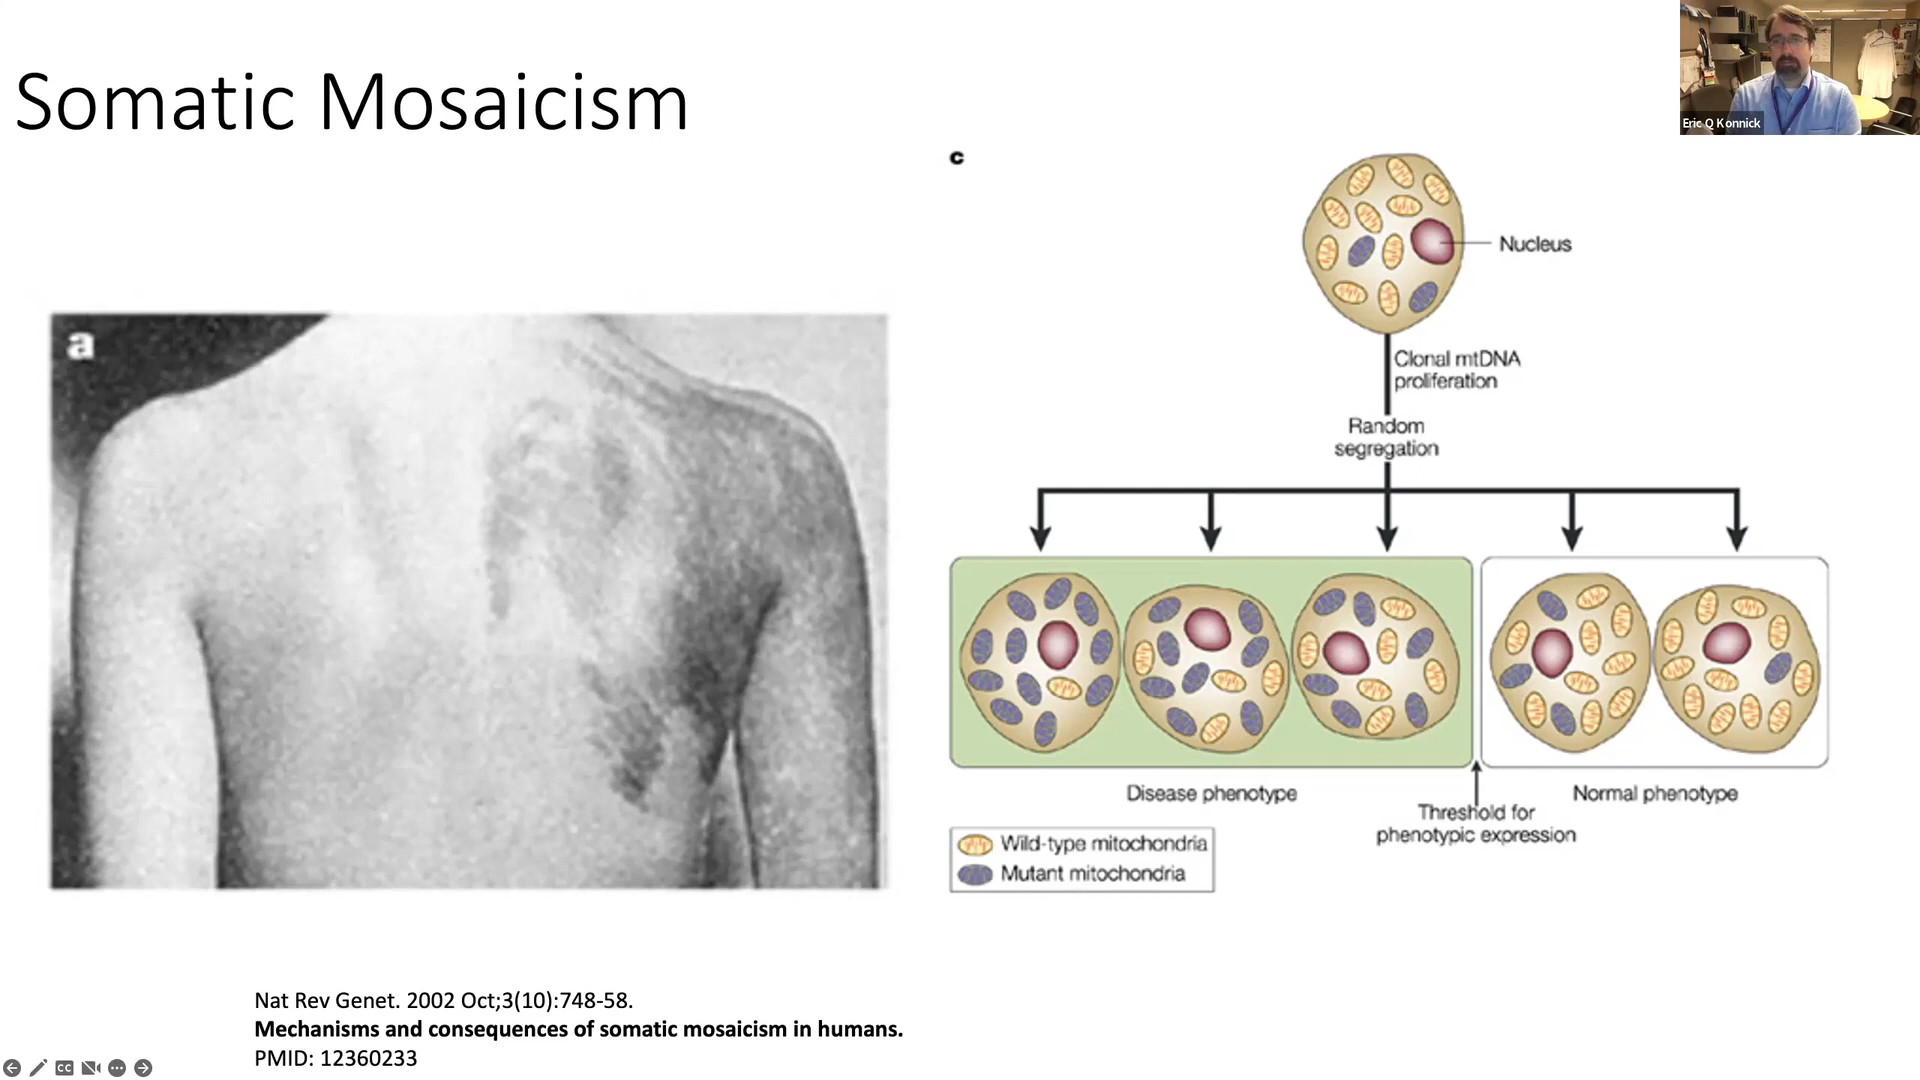 Somatic Mosaicism
Eric Q Konnick
a
c
Nucleus
Clonal mtDNA
proliferation
Random
segregation
Disease phenotype
Threshold for
phenotypic expression
Normal phenotype
Wild-type mitochondria
Mutant mitochondria
Nat Rev Genet. 2002 Oct;3(10):748-58.
Mechanisms and consequences of somatic mosaicism in humans.
PMID: 12360233
CC